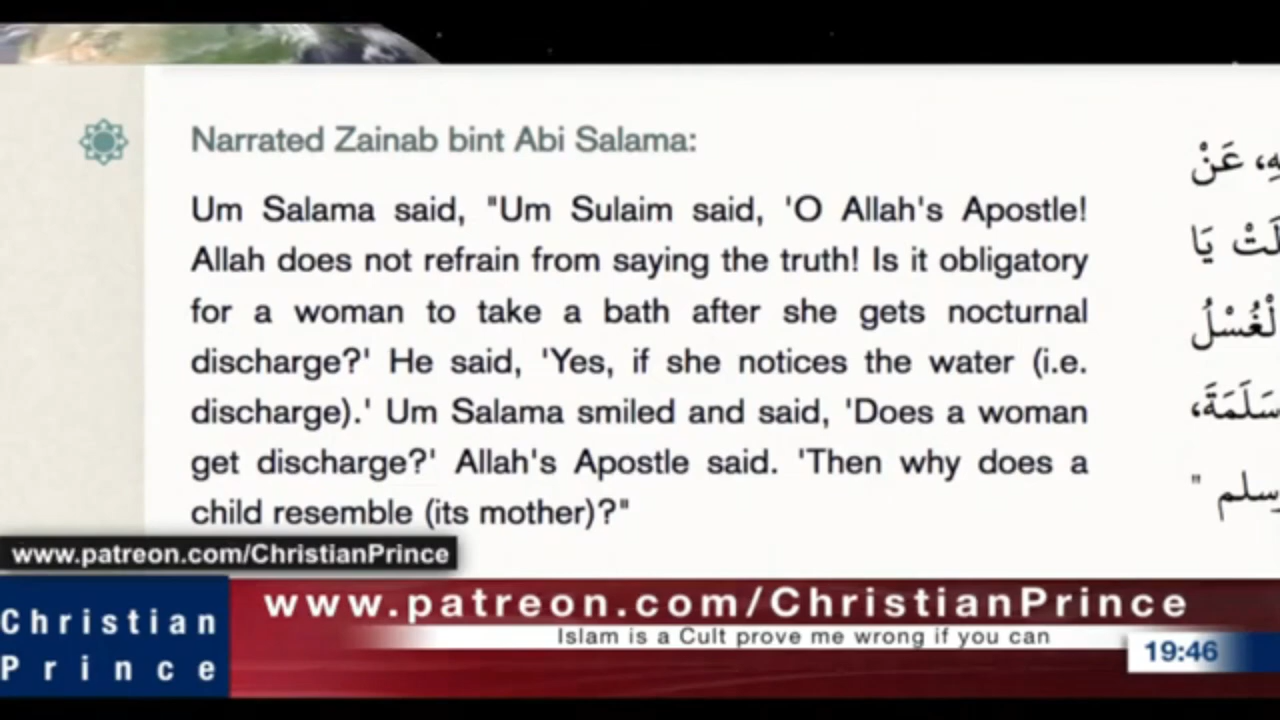 Narrated Zainab bint Abi Salama:
Um Salama said, "Um Sulaim said, 'O Allah's Apostle!
Allah does not refrain from saying the truth! Is it obligatory
for a woman to take a bath after she gets nocturnal
discharge?' He said, 'Yes, if she notices the water (i.e.
discharge).' Um Salama smiled and said, 'Does a woman
get discharge?' Allah's Apostle said. 'Then why does a
child resemble (its mother)?"
عَنْ
يَا
سَلَمَةَ،
وسلم "
www.patreon.com/ChristianPrince
www.patreon.com/ChristianPrince
Islam is a Cult prove me wrong if you can
Christian
Prince
19:46